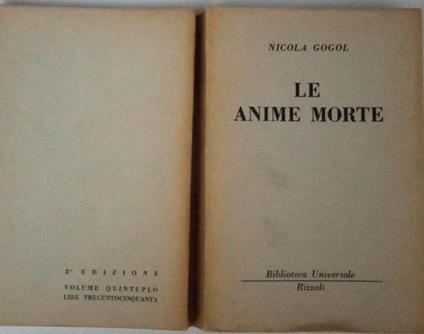 2ª EDIZIONE
VOLUME QUINTUPLO
LIRE TRECENTOCINQUANTA
NICOLA GOGOL
LE
ANIME MORTE
Biblioteca Universale
Rizzoli